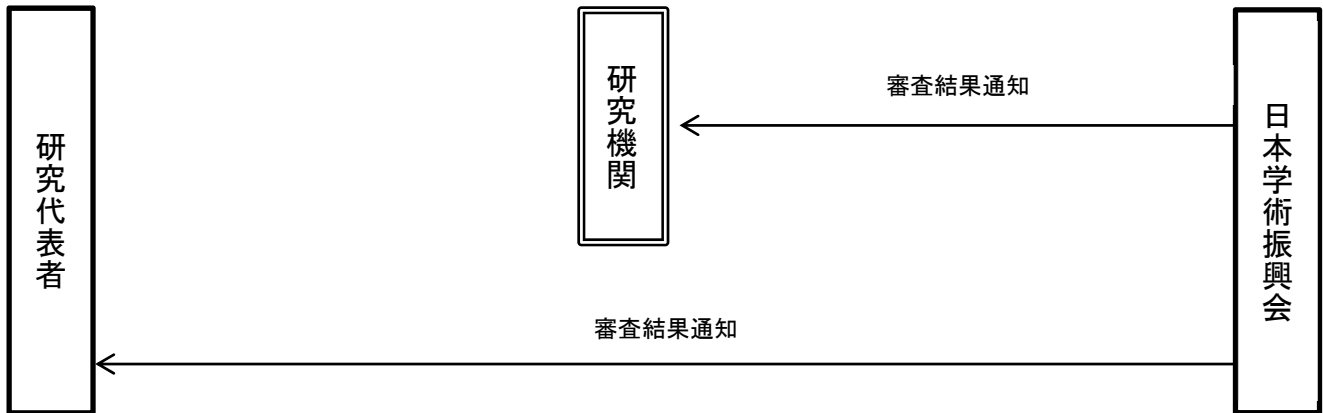 研究代表者
研究機関
審査結果通知
審査結果通知
日本学術振興会